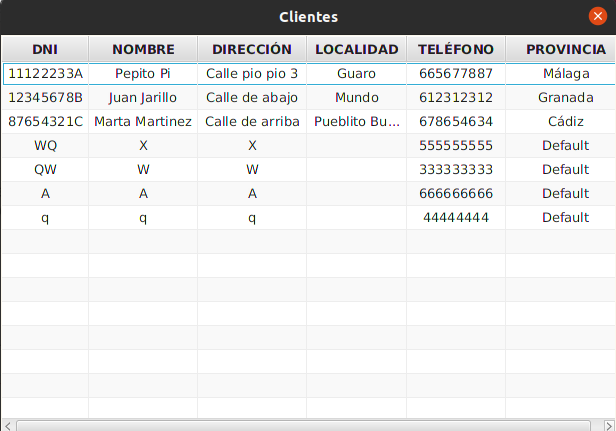 Clientes
DNI NOMBRE DIRECCIÓN LOCALIDAD TELÉFONO PROVINCIA
11122233A Pepito Pi Calle pio pio 3 Guaro 665677887 Málaga
12345678B Juan Jarillo Calle de abajo Mundo 612312312 Granada
87654321C Marta Martinez Calle de arriba Pueblito Bu... 678654634 Cádiz
WQ X X 555555555 Default
QW W W 333333333 Default
A A A 666666666 Default
q q q 44444444 Default